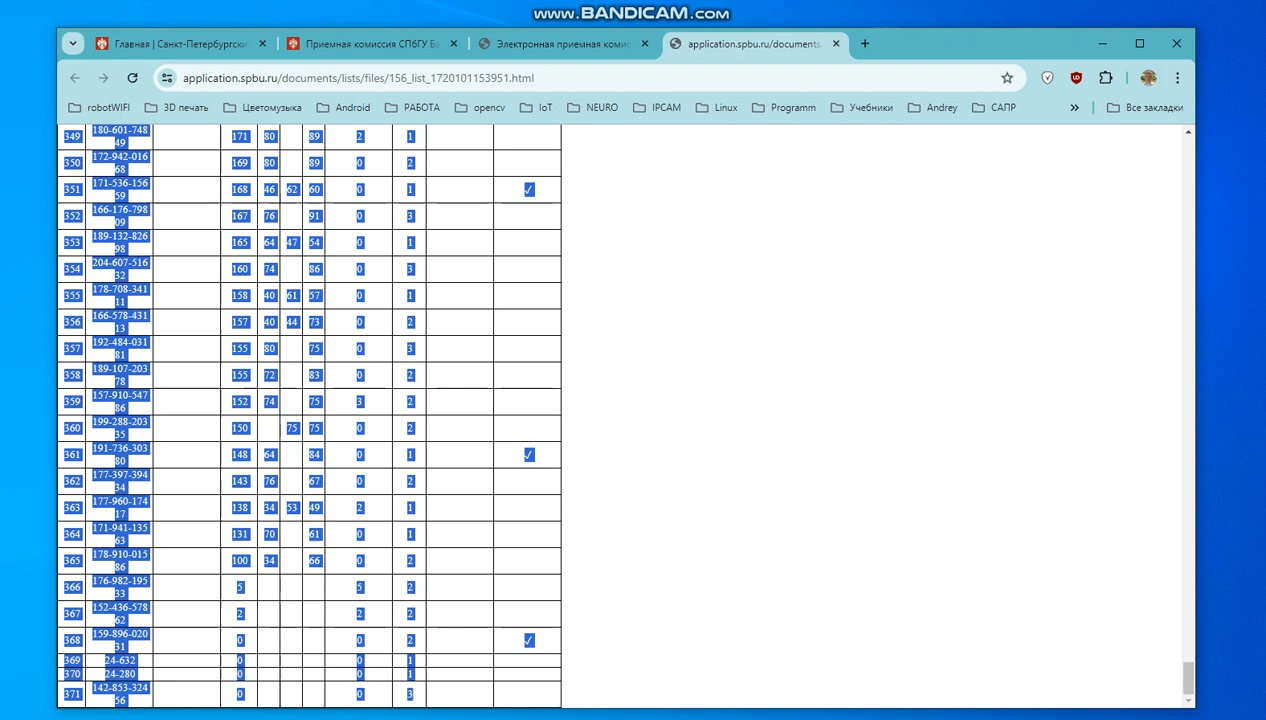 www.BANDICAM.com
Главная | Санкт-Петербургски
Приемная комиссия СПбГУ Ба
Электронная приемная комис
application.spbu.ru/documents
application.spbu.ru/documents/lists/files/156_list_1720101153951.html
robotWIFI 3D печать Цветомузыка Android РАБОТА opencv IoT NEURO IPCAM Linux Programm Учебники Andrey САПР » Все закладки
349 180-601-748 49 171 80 89 2 1
350 172-942-016 68 169 80 89 0 2
351 171-536-156 59 168 46 62 60 0 1 ✓
352 166-176-798 09 167 76 91 0 3
353 189-132-826 98 165 64 47 54 0 1
354 204-607-516 32 160 74 86 0 3
355 178-708-341 11 158 40 61 57 0 1
356 166-578-431 13 157 40 44 73 0 2
357 192-484-031 81 155 80 75 0 3
358 189-107-203 78 155 72 83 0 2
359 157-910-547 86 152 74 75 3 2
360 199-288-203 35 150 75 75 0 2
361 191-736-303 80 148 64 84 0 1 ✓
362 177-397-394 34 143 76 67 0 2
363 177-960-174 17 138 34 53 49 2 1
364 171-941-135 63 131 70 61 0 1
365 178-910-015 86 100 34 66 0 2
366 176-982-195 33 5 5 2
367 152-436-578 62 2 2 2
368 159-896-020 31 0 0 2 ✓
369 24-632 0 0 1
370 24-280 0 0 1
371 142-853-324 56 0 0 3